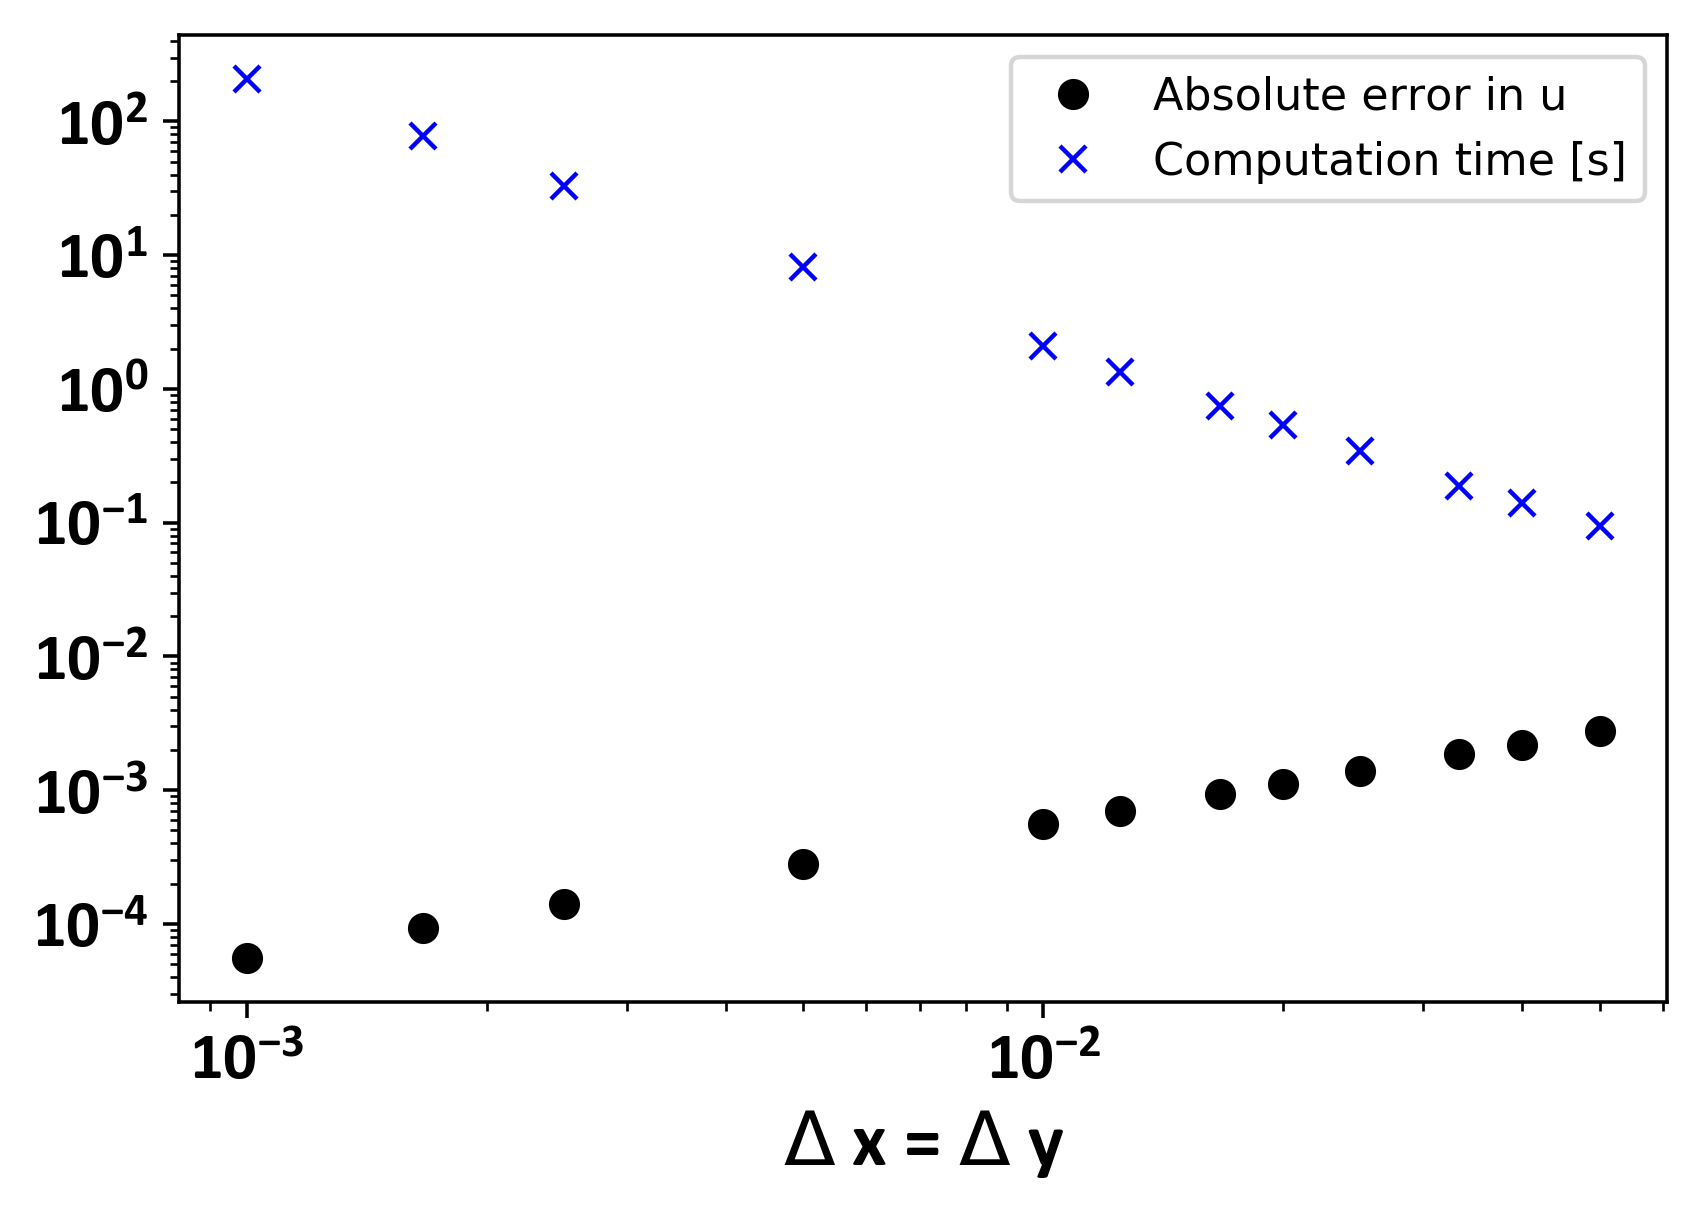 Absolute error in u
Computation time [s]
10²
10¹
10⁰
10⁻¹
10⁻²
10⁻³
10⁻⁴
10⁻³ 10⁻²
Δ x = Δ y